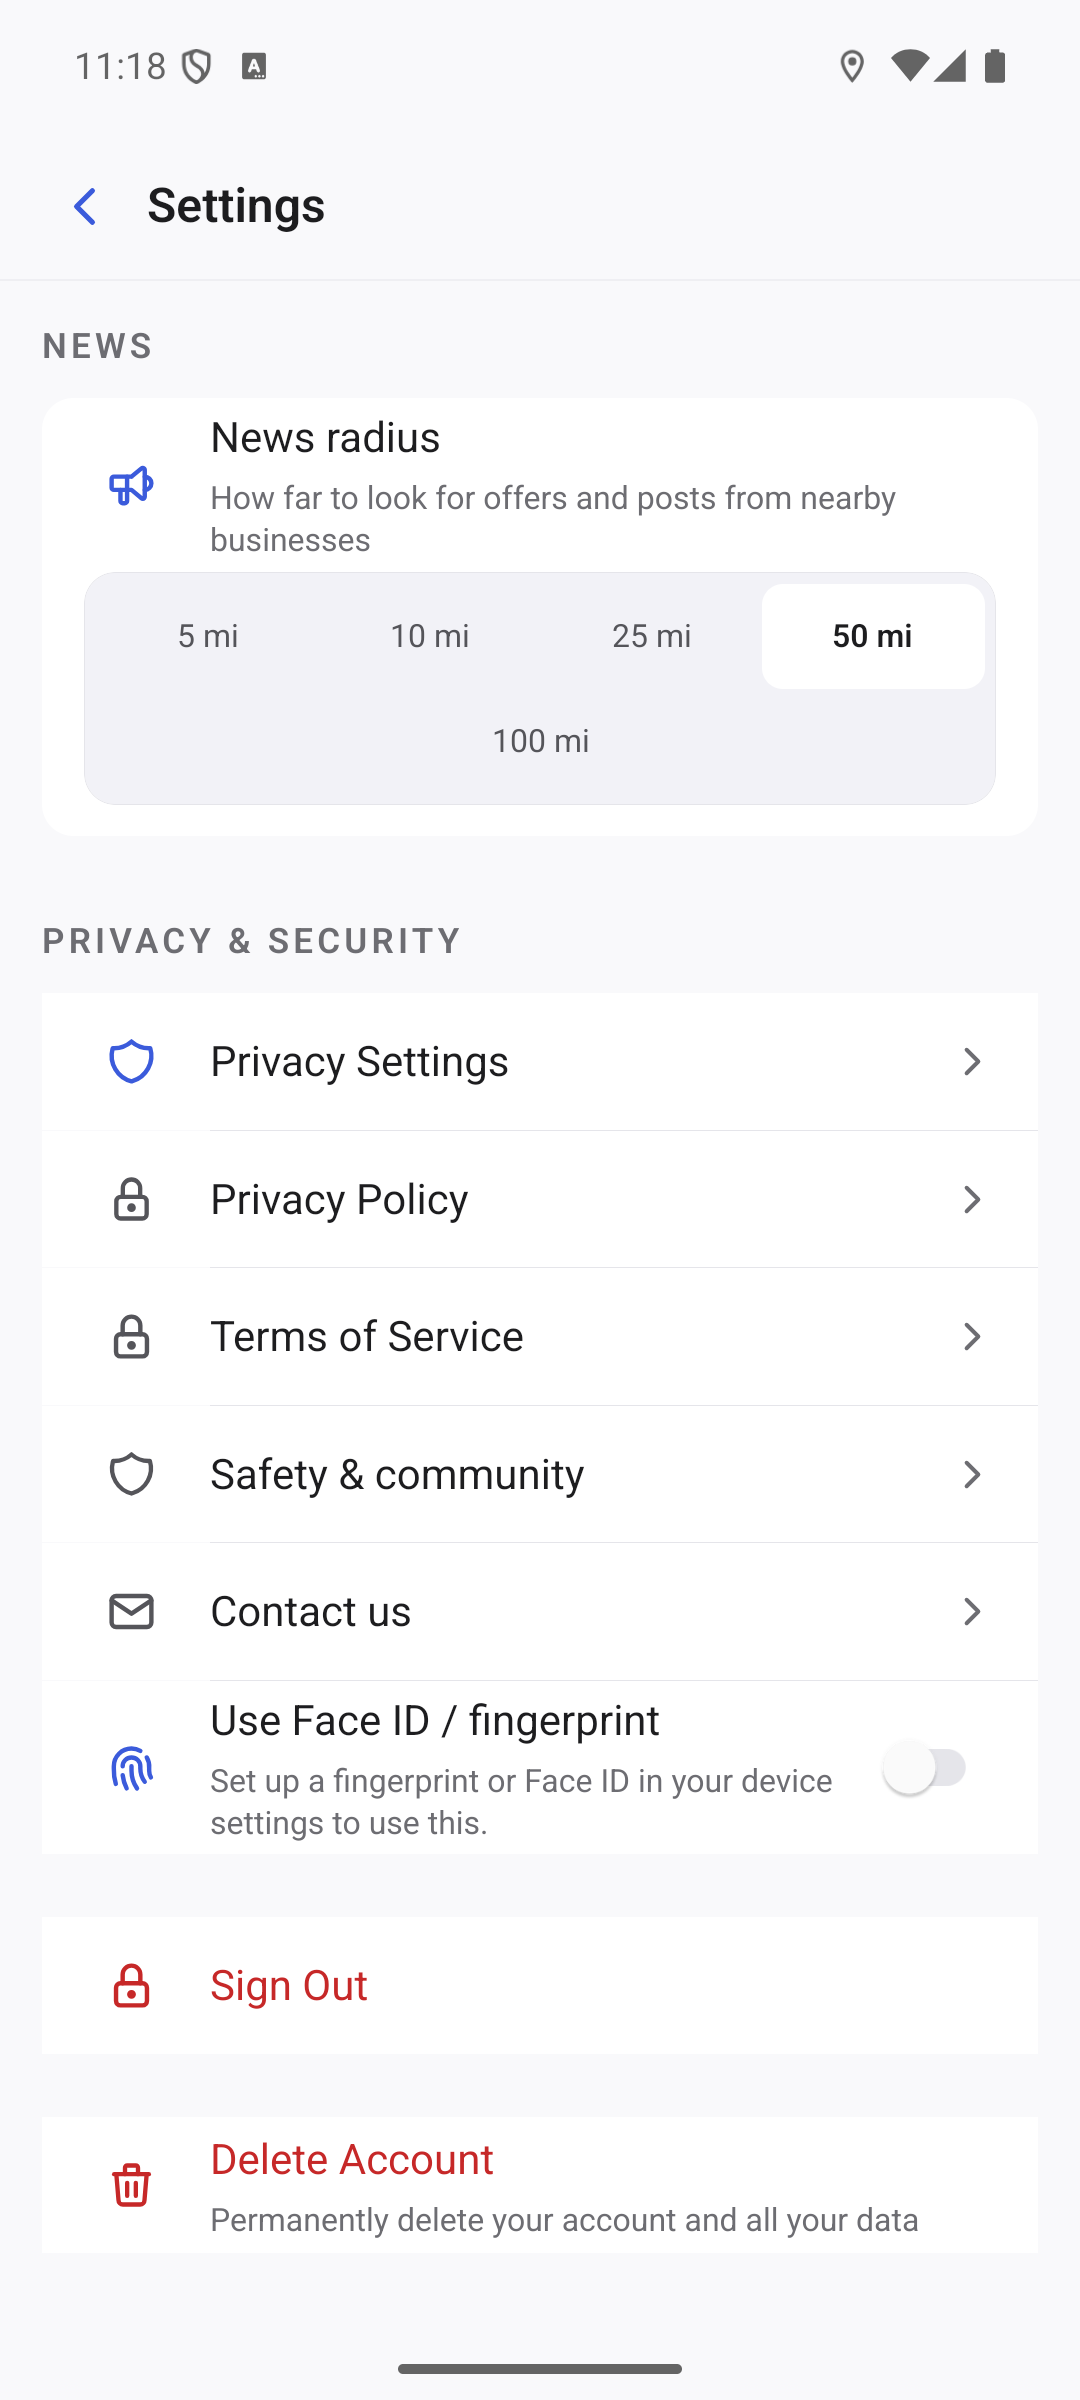 11:18
Settings
NEWS
News radius
How far to look for offers and posts from nearby
businesses
5 mi
10 mi
25 mi
50 mi
100 mi
PRIVACY & SECURITY
Privacy Settings
Privacy Policy
Terms of Service
Safety & community
Contact us
Use Face ID / fingerprint
Set up a fingerprint or Face ID in your device
settings to use this.
Sign Out
Delete Account
Permanently delete your account and all your data